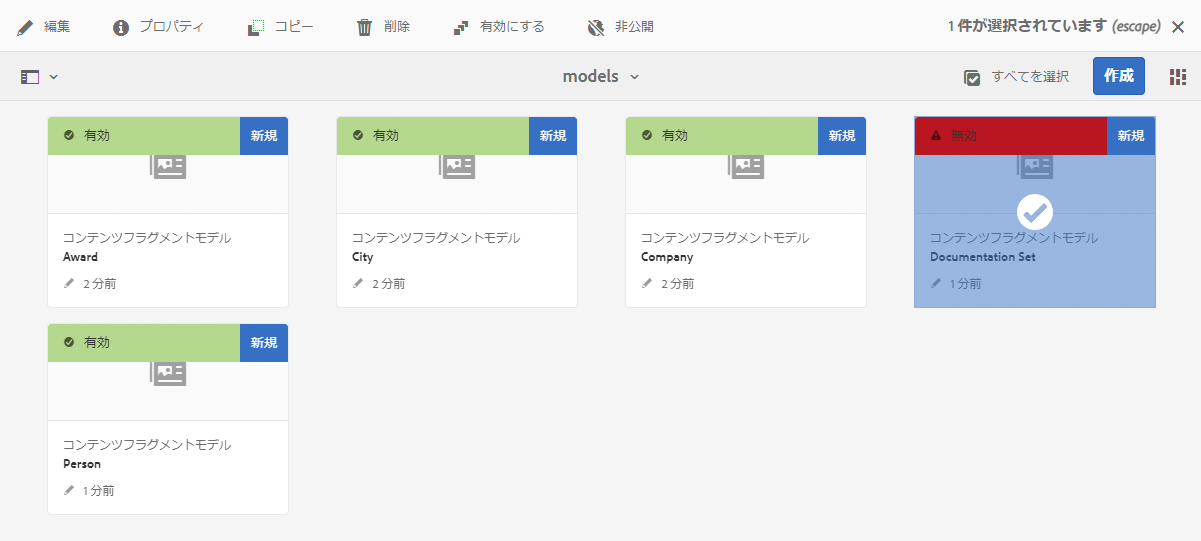 編集 プロパティ コピー 削除 有効にする 非公開 1 件が選択されています (escape)
models すべてを選択 作成
有効 新規 有効 新規 有効 新規 無効 新規
コンテンツフラグメントモデル コンテンツフラグメントモデル コンテンツフラグメントモデル コンテンツフラグメントモデル
Award City Company Documentation Set
2 分前 2 分前 2 分前 1 分前
有効 新規
コンテンツフラグメントモデル
Person
1 分前